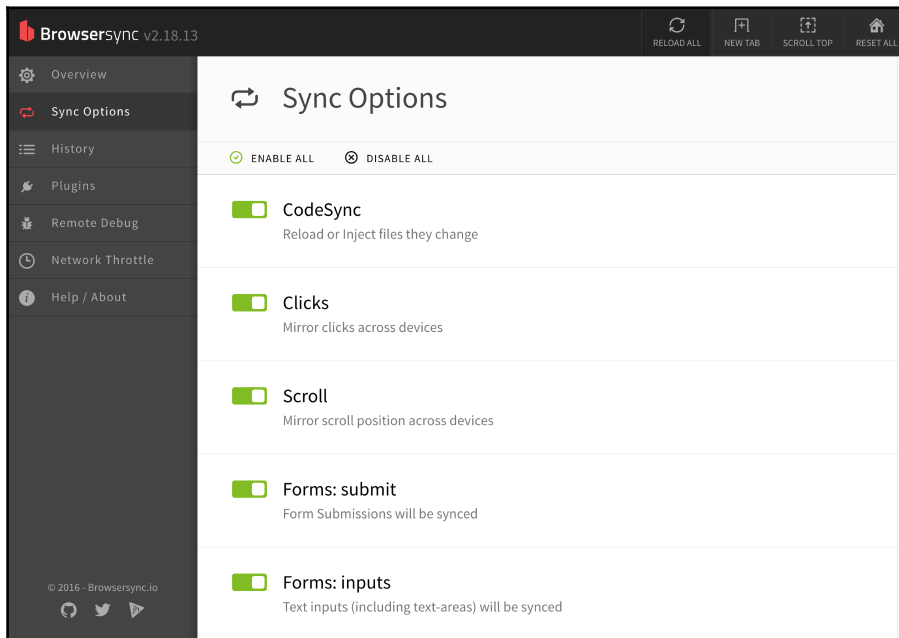 Browsersync v2.18.13
RELOAD ALL
NEW TAB
SCROLL TOP
RESET ALL
Overview
Sync Options
History
Plugins
Remote Debug
Network Throttle
Help / About
© 2016 - Browsersync.io
Sync Options
ENABLE ALL
DISABLE ALL
CodeSync
Reload or Inject files they change
Clicks
Mirror clicks across devices
Scroll
Mirror scroll position across devices
Forms: submit
Form Submissions will be synced
Forms: inputs
Text inputs (including text-areas) will be synced